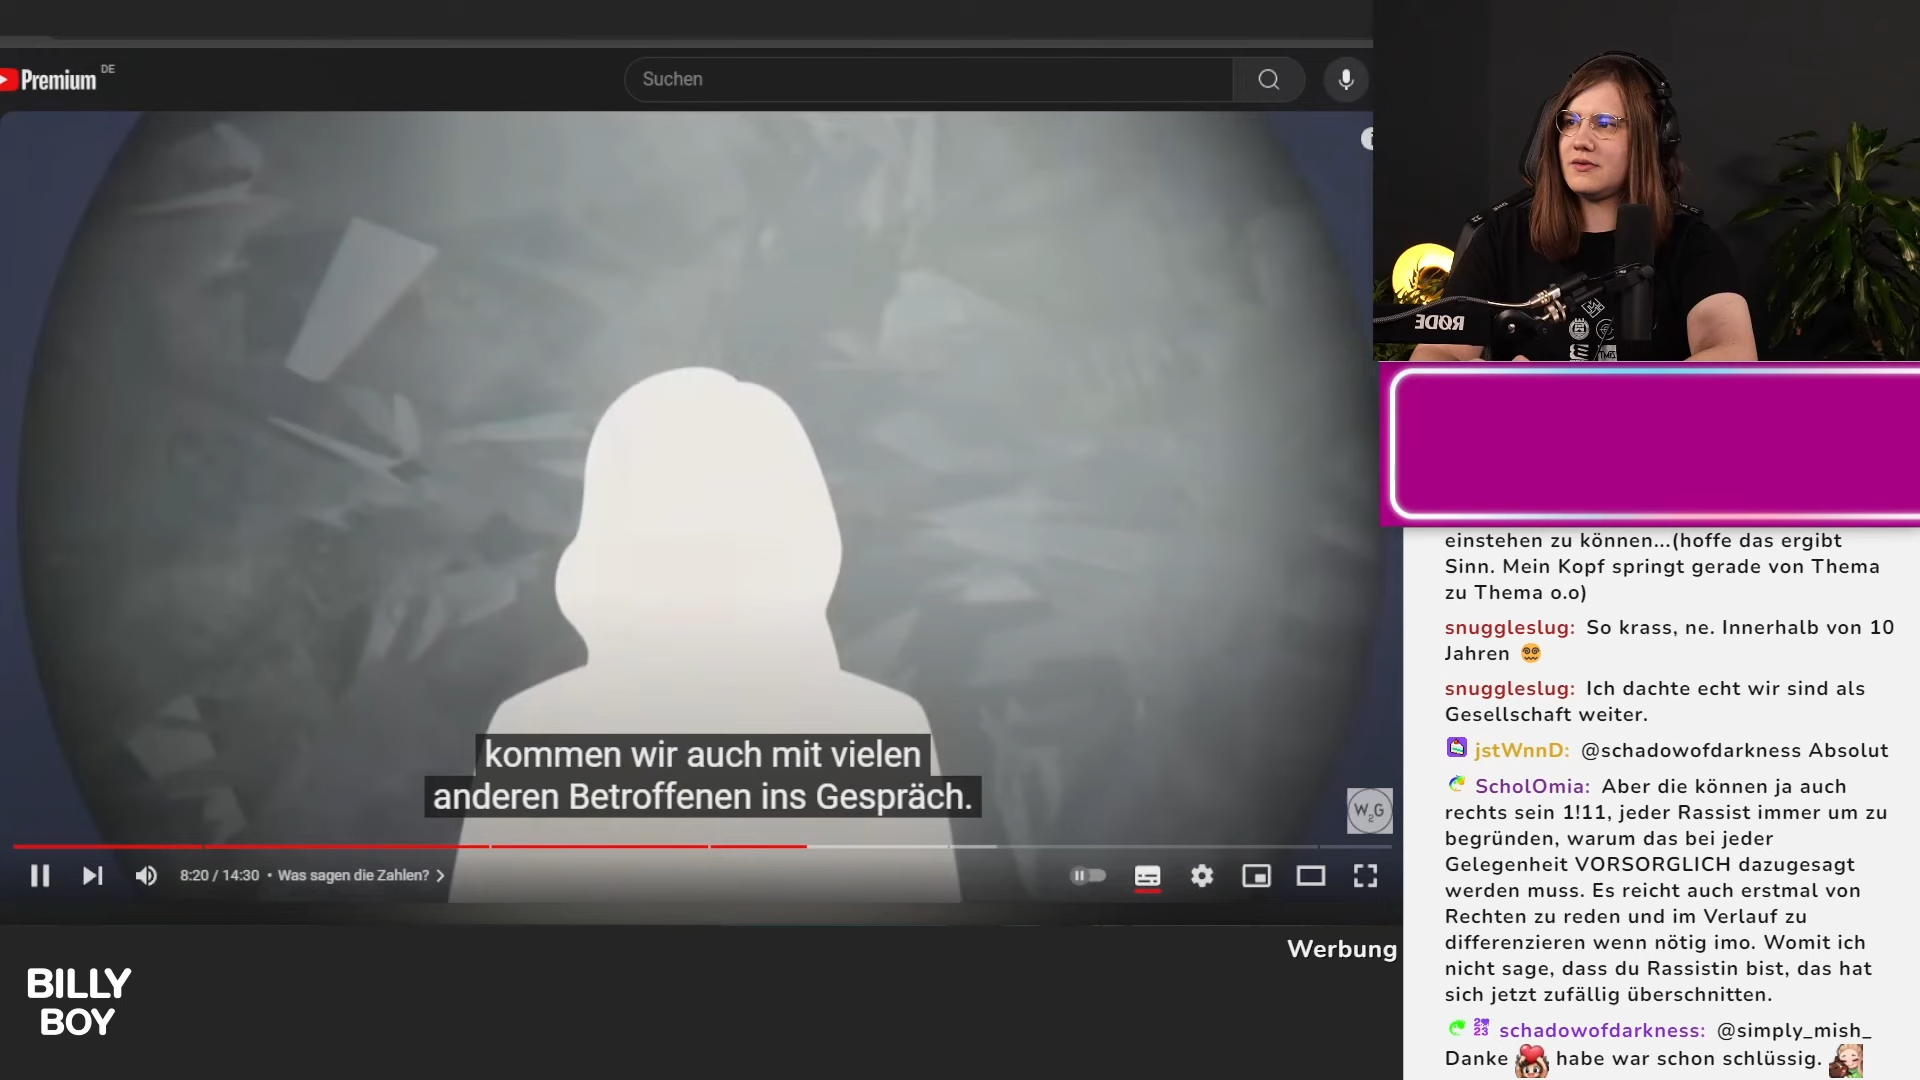 Premium DE
Suchen
RØDE
kommen wir auch mit vielen
anderen Betroffenen ins Gespräch.
W2G
8:20 / 14:30 • Was sagen die Zahlen?
Werbung
BILLY
BOY
einstehen zu können...(hoffe das ergibt
Sinn. Mein Kopf springt gerade von Thema
zu Thema o.o)
snuggleslug: So krass, ne. Innerhalb von 10
Jahren
snuggleslug: Ich dachte echt wir sind als
Gesellschaft weiter.
jstWnnD: @schadowofdarkness Absolut
ScholOmia: Aber die können ja auch
rechts sein 1!11, jeder Rassist immer um zu
begründen, warum das bei jeder
Gelegenheit VORSORGLICH dazugesagt
werden muss. Es reicht auch erstmal von
Rechten zu reden und im Verlauf zu
differenzieren wenn nötig imo. Womit ich
nicht sage, dass du Rassistin bist, das hat
sich jetzt zufällig überschnitten.
schadowofdarkness: @simply_mish_
Danke habe war schon schlüssig.